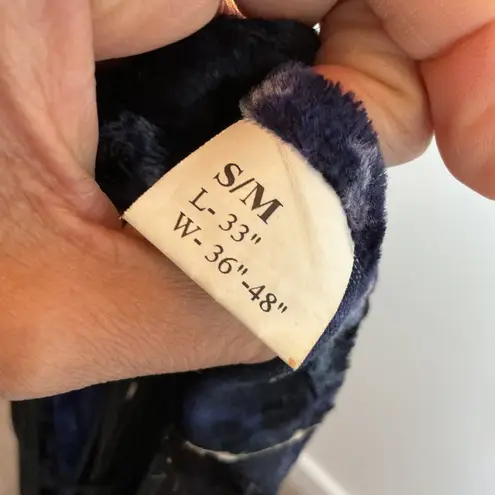 S/M
L- 33"
W- 36"-48"